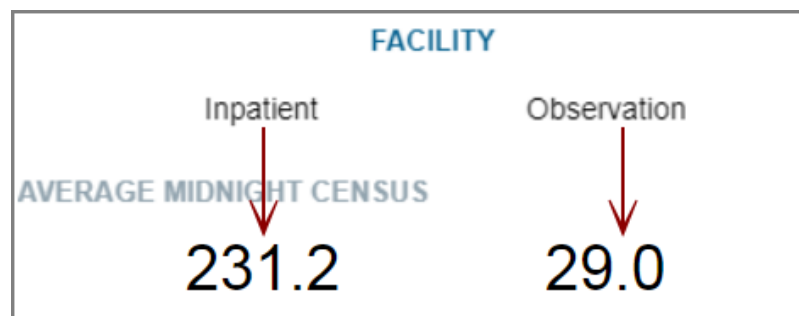 FACILITY
Inpatient Observation
AVERAGE MIDNIGHT CENSUS
231.2 29.0